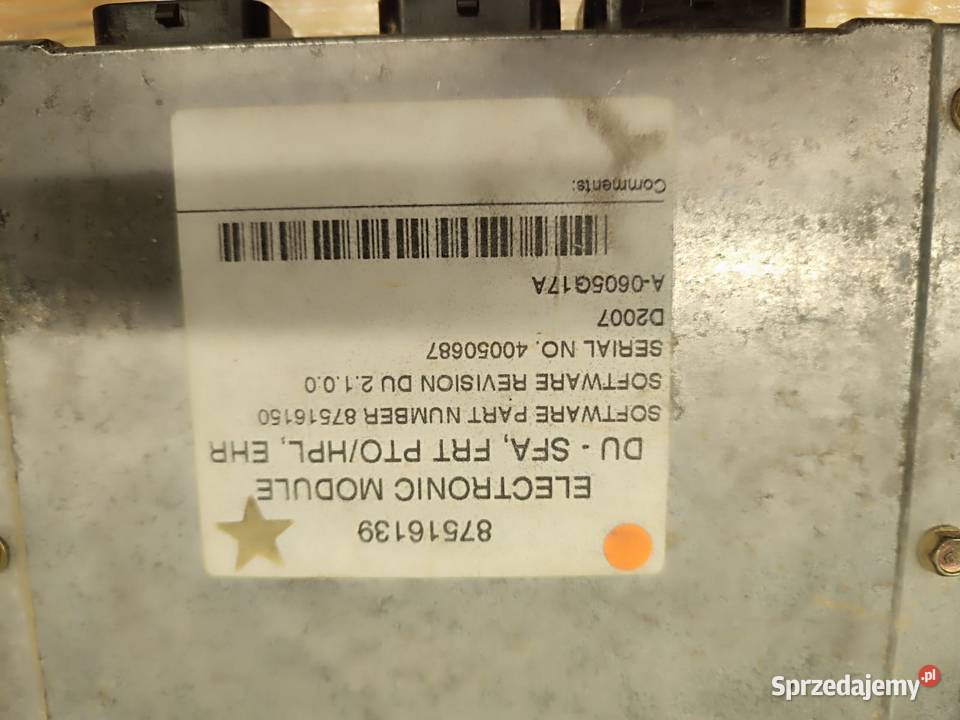 87516139
ELECTRONIC MODULE
DU - SFA, FRT PTO/HPL, EHR
SOFTWARE PART NUMBER 87516150
SOFTWARE REVISION DU 2.1.0.0
SERIAL NO. 40050687
D2007
A-0605G17A
Comments:
Sprzedajemy.pl